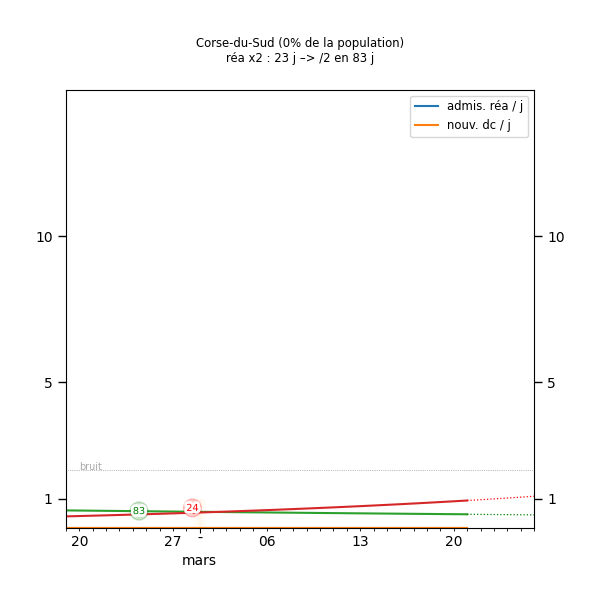 Corse-du-Sud (0% de la population)
réa x2 : 23 j –> /2 en 83 j
admis. réa / j
nouv. dc / j
10 10
5 5
bruit
1 1
83 24
20 27 - 06 13 20
mars